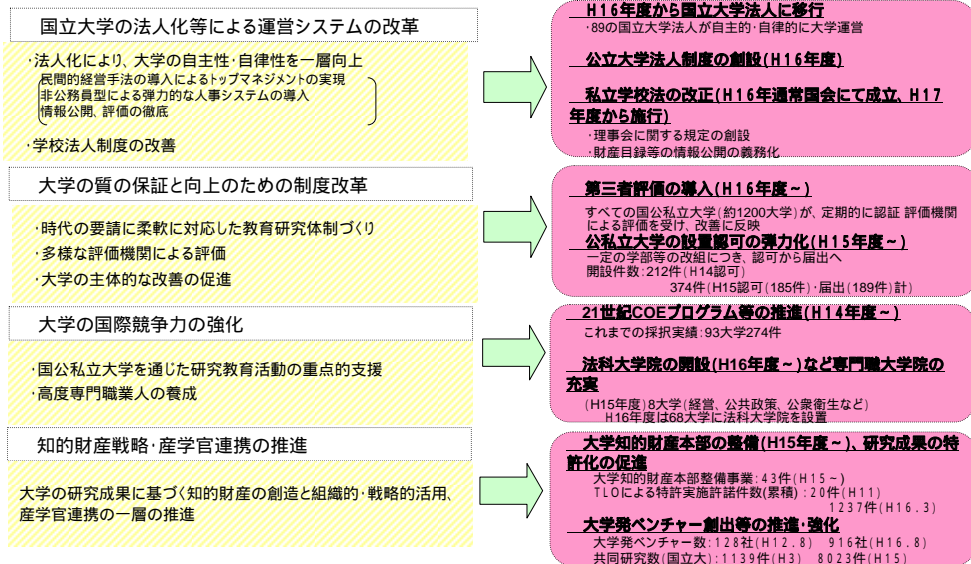 国立大学の法人化等による運営システムの改革
･法人化により、大学の自主性･自律性を一層向上
民間的経営手法の導入によるトップマネジメントの実現
非公務員型による弾力的な人事システムの導入
情報公開、評価の徹底
･学校法人制度の改善
H16年度から国立大学法人に移行
･89の国立大学法人が自主的･自律的に大学運営
公立大学法人制度の創設(H16年度)
私立学校法の改正(H16年通常国会にて成立、H17
年度から施行)
･理事会に関する規定の創設
･財産目録等の情報公開の義務化
大学の質の保証と向上のための制度改革
･時代の要請に柔軟に対応した教育研究体制づくり
･多様な評価機関による評価
･大学の主体的な改善の促進
第三者評価の導入(H16年度~)
すべての国公私立大学(約1200大学)が、定期的に認証 評価機関
による評価を受け、改善に反映
公私立大学の設置認可の弾力化(H15年度~)
一定の学部等の改組につき、認可から届出へ
開設件数:212件(H14認可)
374件(H15認可(185件)･届出(189件)計)
大学の国際競争力の強化
･国公私立大学を通じた研究教育活動の重点的支援
･高度専門職業人の養成
21世紀COEプログラム等の推進(H14年度~)
これまでの採択実績:93大学274件
法科大学院の開設(H16年度~)など専門職大学院の
充実
(H15年度)8大学(経営、公共政策、公衆衛生など)
H16年度は68大学に法科大学院を設置
知的財産戦略･産学官連携の推進
大学の研究成果に基づく知的財産の創造と組織的･戦略的活用、
産学官連携の一層の推進
大学知的財産本部の整備(H15年度~)、研究成果の特
許化の促進
大学知的財産本部整備事業:43件(H15~)
TLOによる特許実施許諾件数(累積):20件(H11)
1237件(H16.3)
大学発ベンチャー創出等の推進･強化
大学発ベンチャー数:128社(H12.8) 916社(H16.8)
共同研究数(国立大):1139件(H3) 8023件(H15)